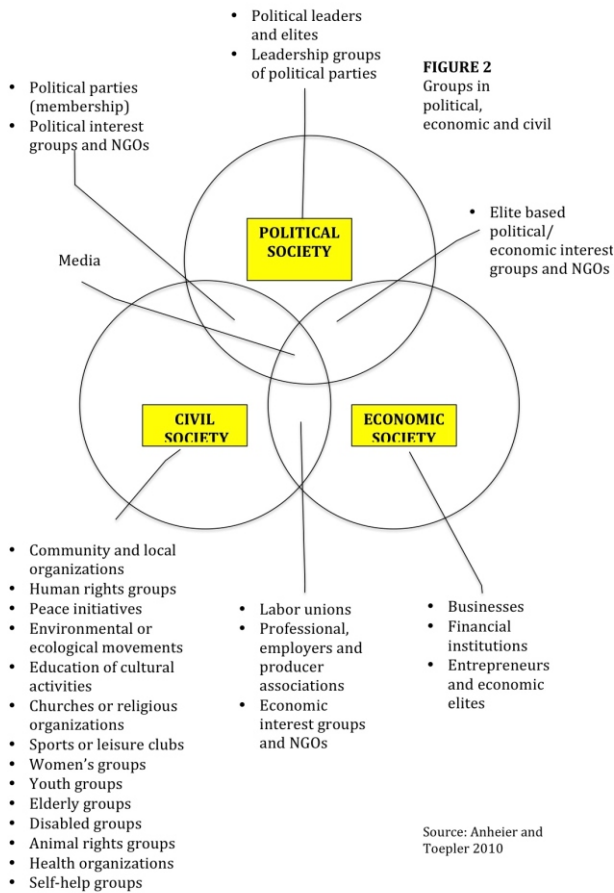 • Political leaders
and elites
• Leadership groups
of political parties
FIGURE 2
Groups in
political,
economic and civil
• Political parties
(membership)
• Political interest
groups and NGOs
• Elite based
political/
economic interest
groups and NGOs
Media
POLITICAL
SOCIETY
CIVIL
SOCIETY
ECONOMIC
SOCIETY
• Community and local
organizations
• Human rights groups
• Peace initiatives
• Environmental or
ecological movements
• Education of cultural
activities
• Churches or religious
organizations
• Sports or leisure clubs
• Women’s groups
• Youth groups
• Elderly groups
• Disabled groups
• Animal rights groups
• Health organizations
• Self-help groups
• Labor unions
• Professional,
employers and
producer
associations
• Economic
interest groups
and NGOs
• Businesses
• Financial
institutions
• Entrepreneurs
and economic
elites
Source: Anheier and
Toepler 2010